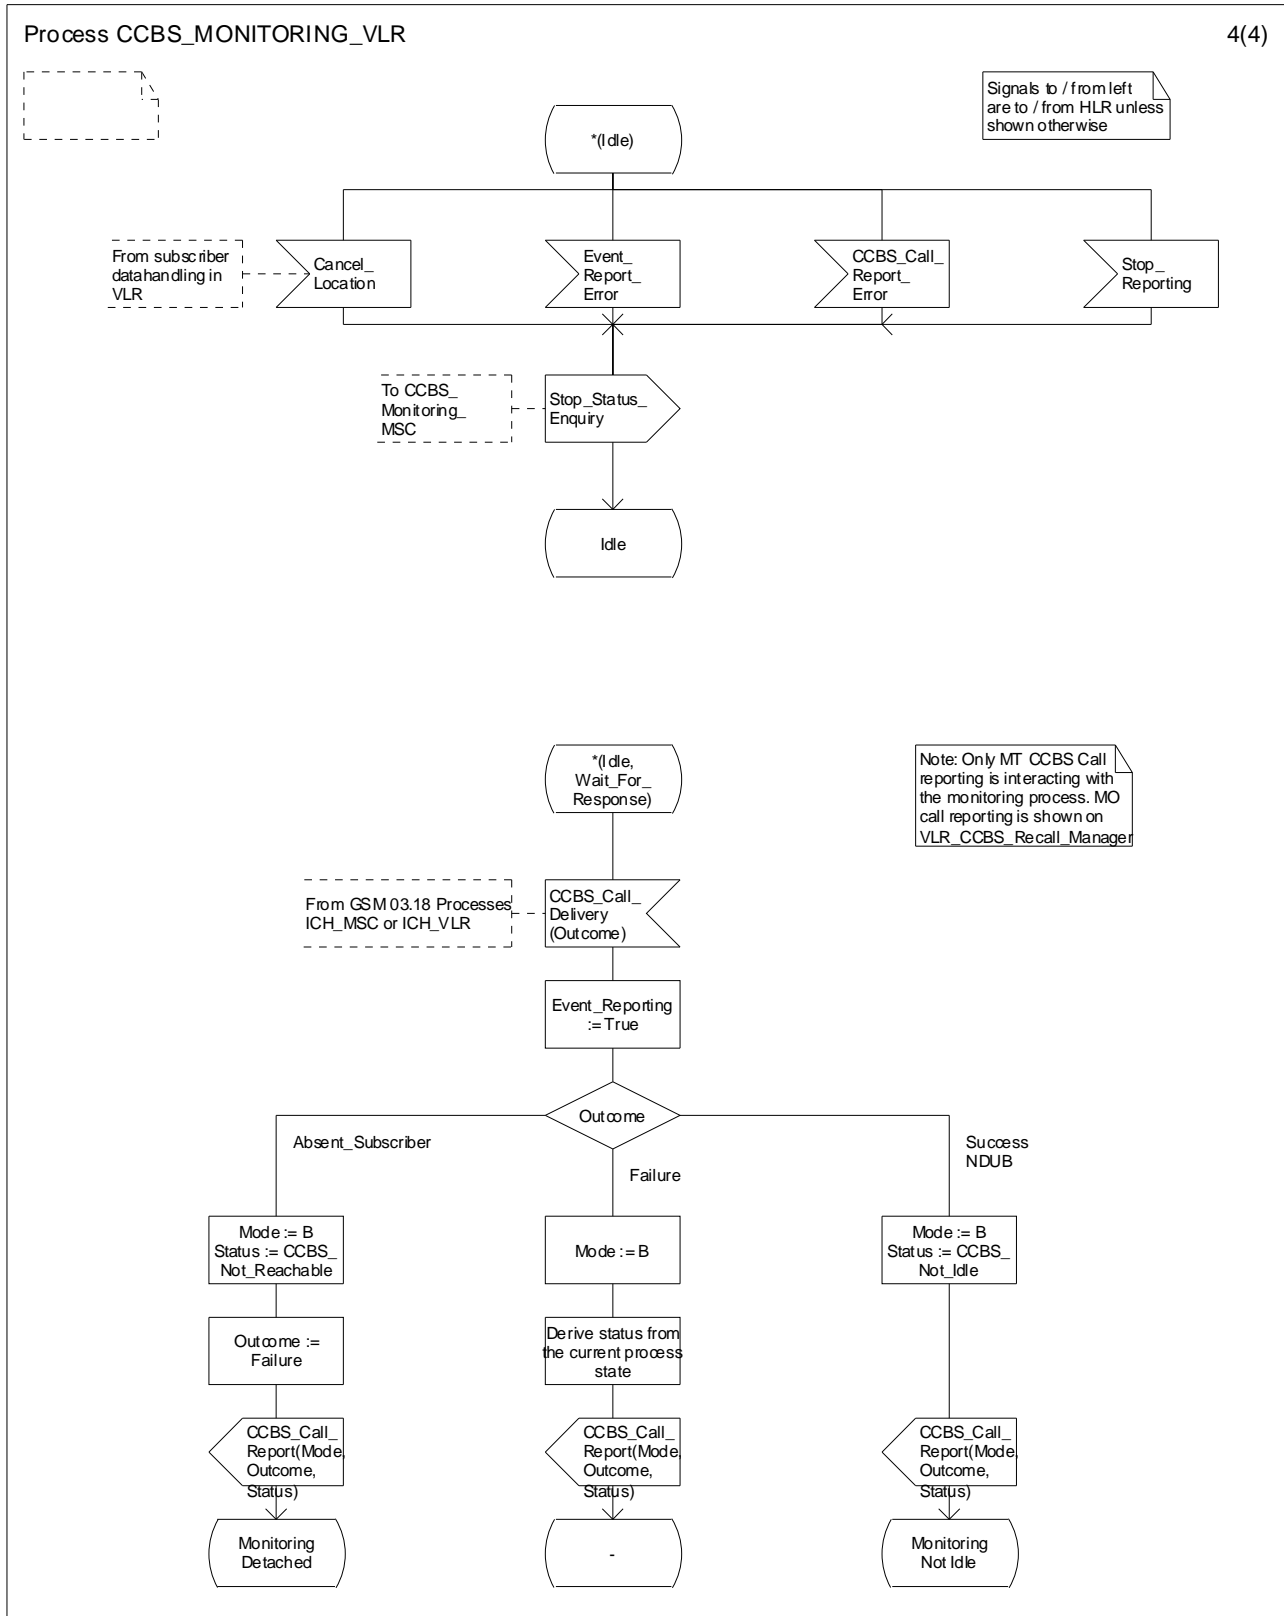 Process CCBS_MONITORING_VLR
4(4)
Signals to / from left
are to / from HLR unless
shown otherwise
*(Idle)
From subscriber
datahandling in
VLR
Cancel_
Location
Event_
Report_
Error
CCBS_Call_
Report_
Error
Stop_
Reporting
To CCBS_
Monitoring_
MSC
Stop_Status_
Enquiry
Idle
*(Idle,
Wait_For_
Response)
Note: Only MT CCBS Call
reporting is interacting with
the monitoring process. MO
call reporting is shown on
VLR_CCBS_Recall_Manager
From GSM 03.18 Processes
ICH_MSC or ICH_VLR
CCBS_Call_
Delivery
(Outcome)
Event_Reporting
:= True
Outcome
Absent_Subscriber
Failure
Success
NDUB
Mode := B
Status := CCBS_
Not_Reachable
Mode := B
Mode := B
Status := CCBS_
Not_Idle
Outcome :=
Failure
Derive status from
the current process
state
CCBS_Call_
Report(Mode,
Outcome,
Status)
CCBS_Call_
Report(Mode,
Outcome,
Status)
CCBS_Call_
Report(Mode,
Outcome,
Status)
Monitoring
Detached
-
Monitoring
Not Idle